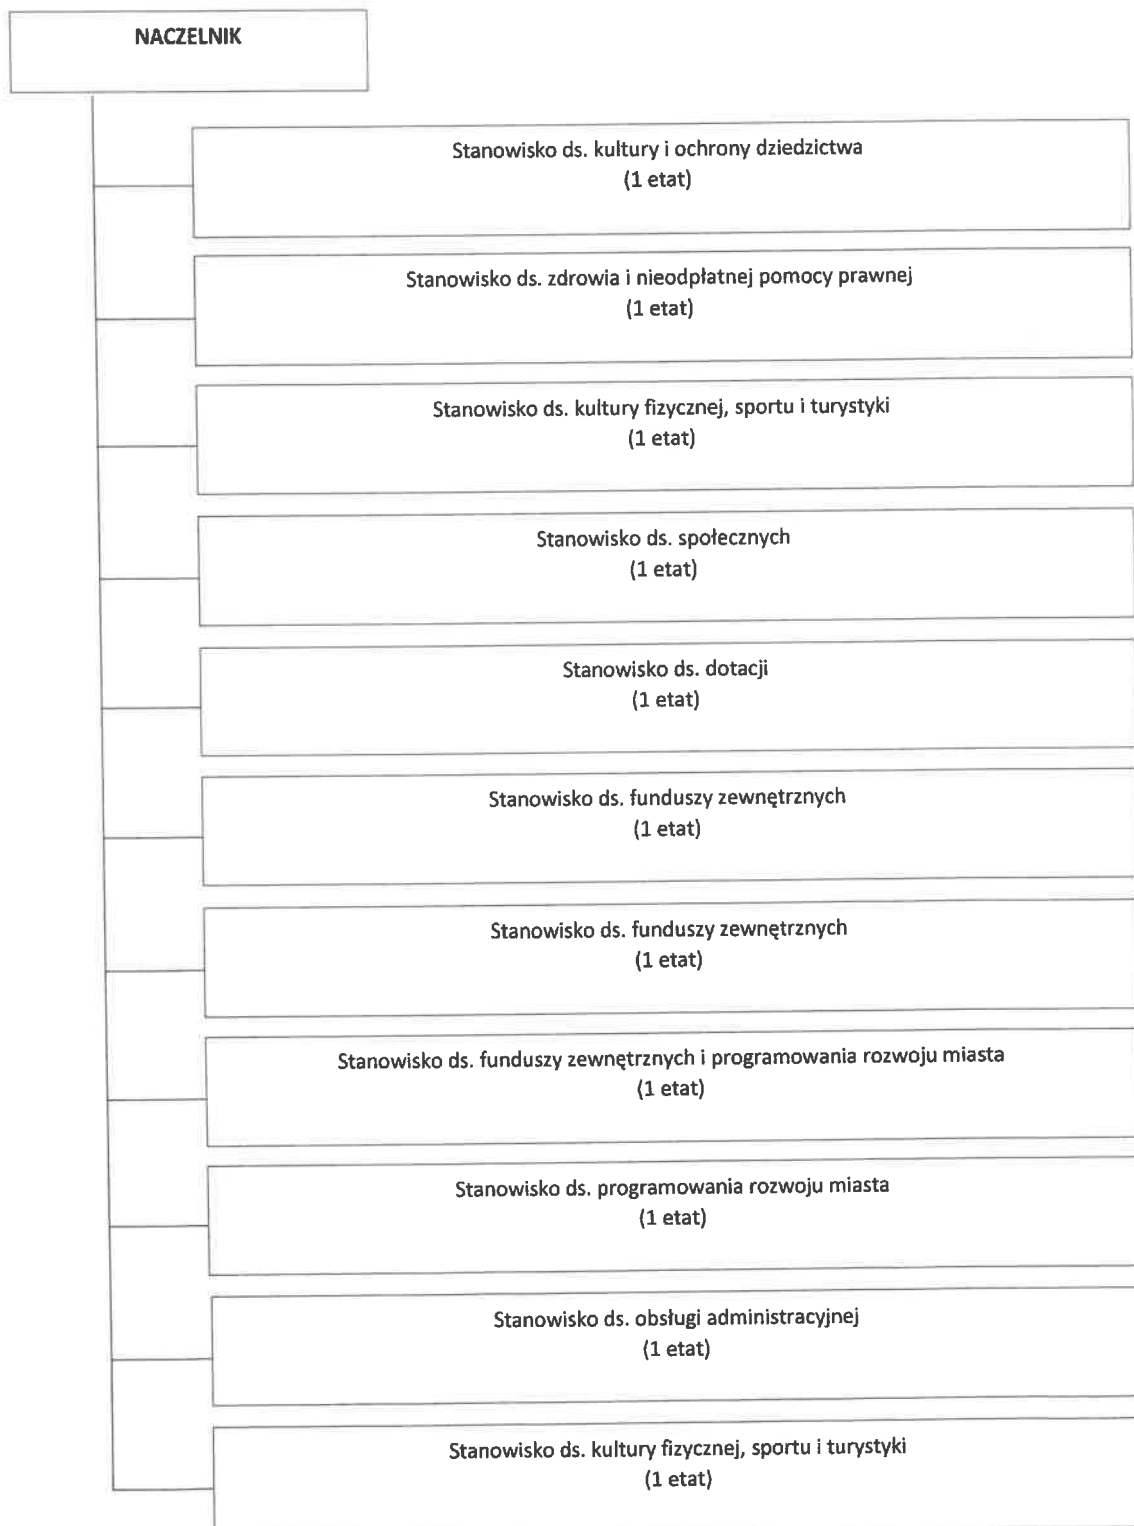 NACZELNIK
Stanowisko ds. kultury i ochrony dziedzictwa
(1 etat)
Stanowisko ds. zdrowia i nieodpłatnej pomocy prawnej
(1 etat)
Stanowisko ds. kultury fizycznej, sportu i turystyki
(1 etat)
Stanowisko ds. społecznych
(1 etat)
Stanowisko ds. dotacji
(1 etat)
Stanowisko ds. funduszy zewnętrznych
(1 etat)
Stanowisko ds. funduszy zewnętrznych
(1 etat)
Stanowisko ds. funduszy zewnętrznych i programowania rozwoju miasta
(1 etat)
Stanowisko ds. programowania rozwoju miasta
(1 etat)
Stanowisko ds. obsługi administracyjnej
(1 etat)
Stanowisko ds. kultury fizycznej, sportu i turystyki
(1 etat)